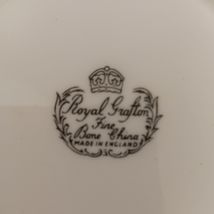 Royal Grafton
Fine
Bone China
MADE IN ENGLAND